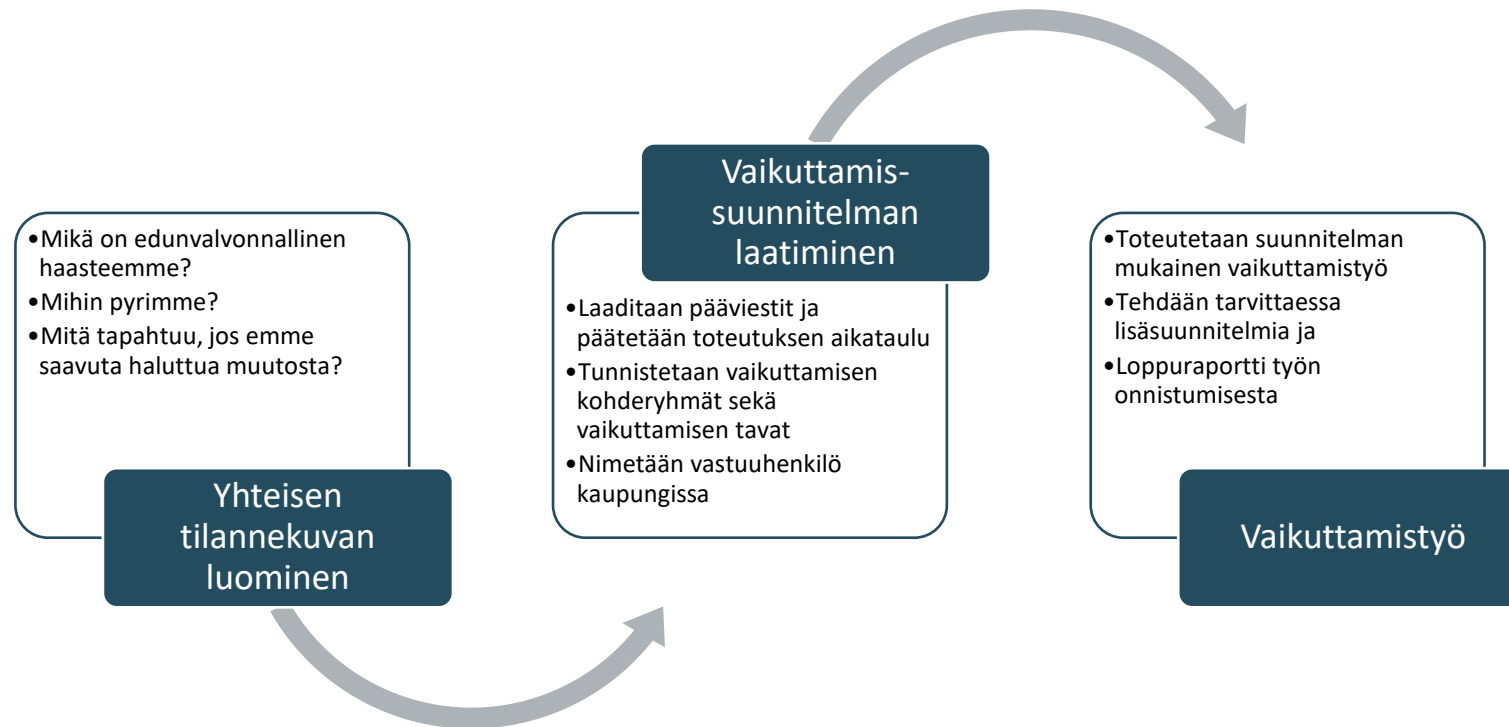 •Mikä on edunvalvonnallinen
haasteemme?
•Mihin pyrimme?
•Mitä tapahtuu, jos emme
saavuta haluttua muutosta?
Yhteisen
tilannekuvan
luominen
Vaikuttamis-
suunnitelman
laatiminen
•Laaditaan pääviestit ja
päätetään toteutuksen aikataulu
•Tunnistetaan vaikuttamisen
kohderyhmät sekä
vaikuttamisen tavat
•Nimetään vastuuhenkilö
kaupungissa
•Toteutetaan suunnitelman
mukainen vaikuttamistyö
•Tehdään tarvittaessa
lisäsuunnitelmia ja
•Loppuraportti työn
onnistumisesta
Vaikuttamistyö